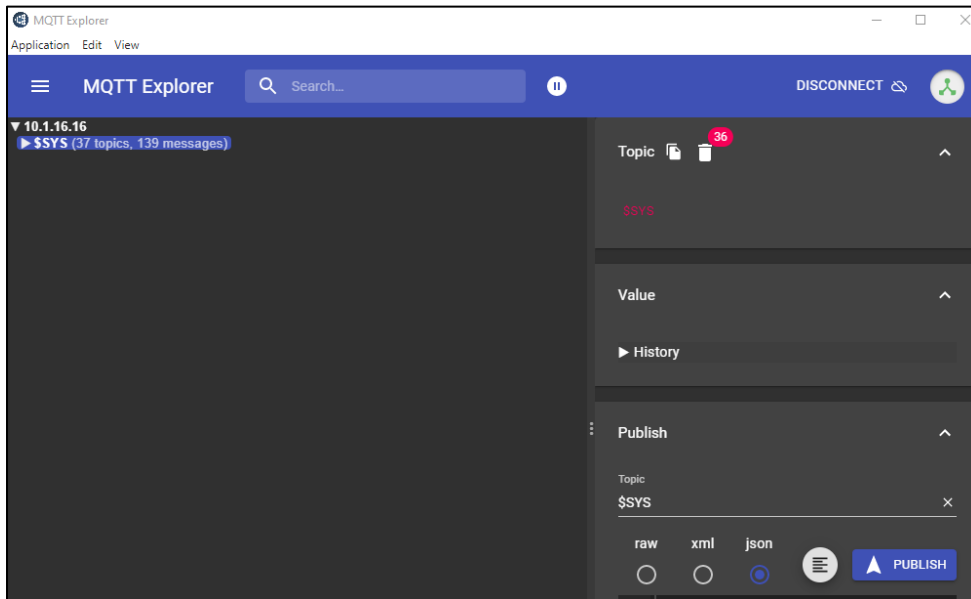 MQTT Explorer
Application Edit View
MQTT Explorer
Search...
DISCONNECT
▼ 10.1.16.16
▶ $SYS (37 topics, 139 messages)
Topic
36
$SYS
Value
▶ History
Publish
Topic
$SYS
raw xml json
PUBLISH